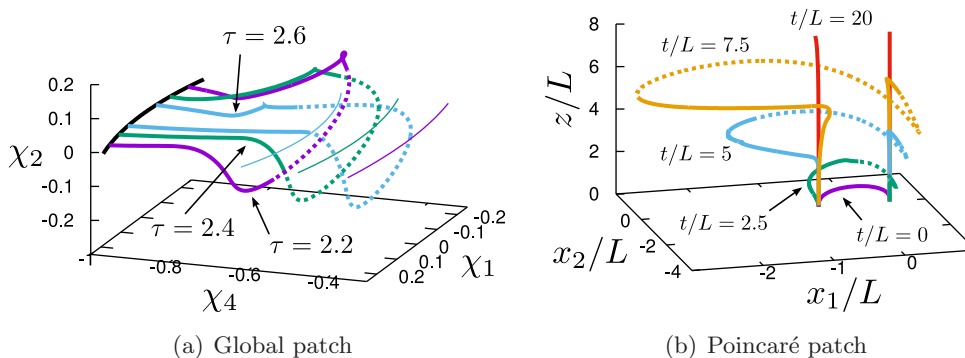 τ = 2.6
0.2
0.1
0
-0.1
-0.2
χ₂
τ = 2.4
τ = 2.2
-1
-0.8
-0.6
-0.4
χ₄
-0.2
-0.1
0
0.1
0.2
χ₁
(a) Global patch
8
6
4
2
0
z/L
t/L = 7.5
t/L = 20
t/L = 5
t/L = 2.5
t/L = 0
0
-2
-4
x₂/L
-2
-1
0
x₁/L
(b) Poincaré patch